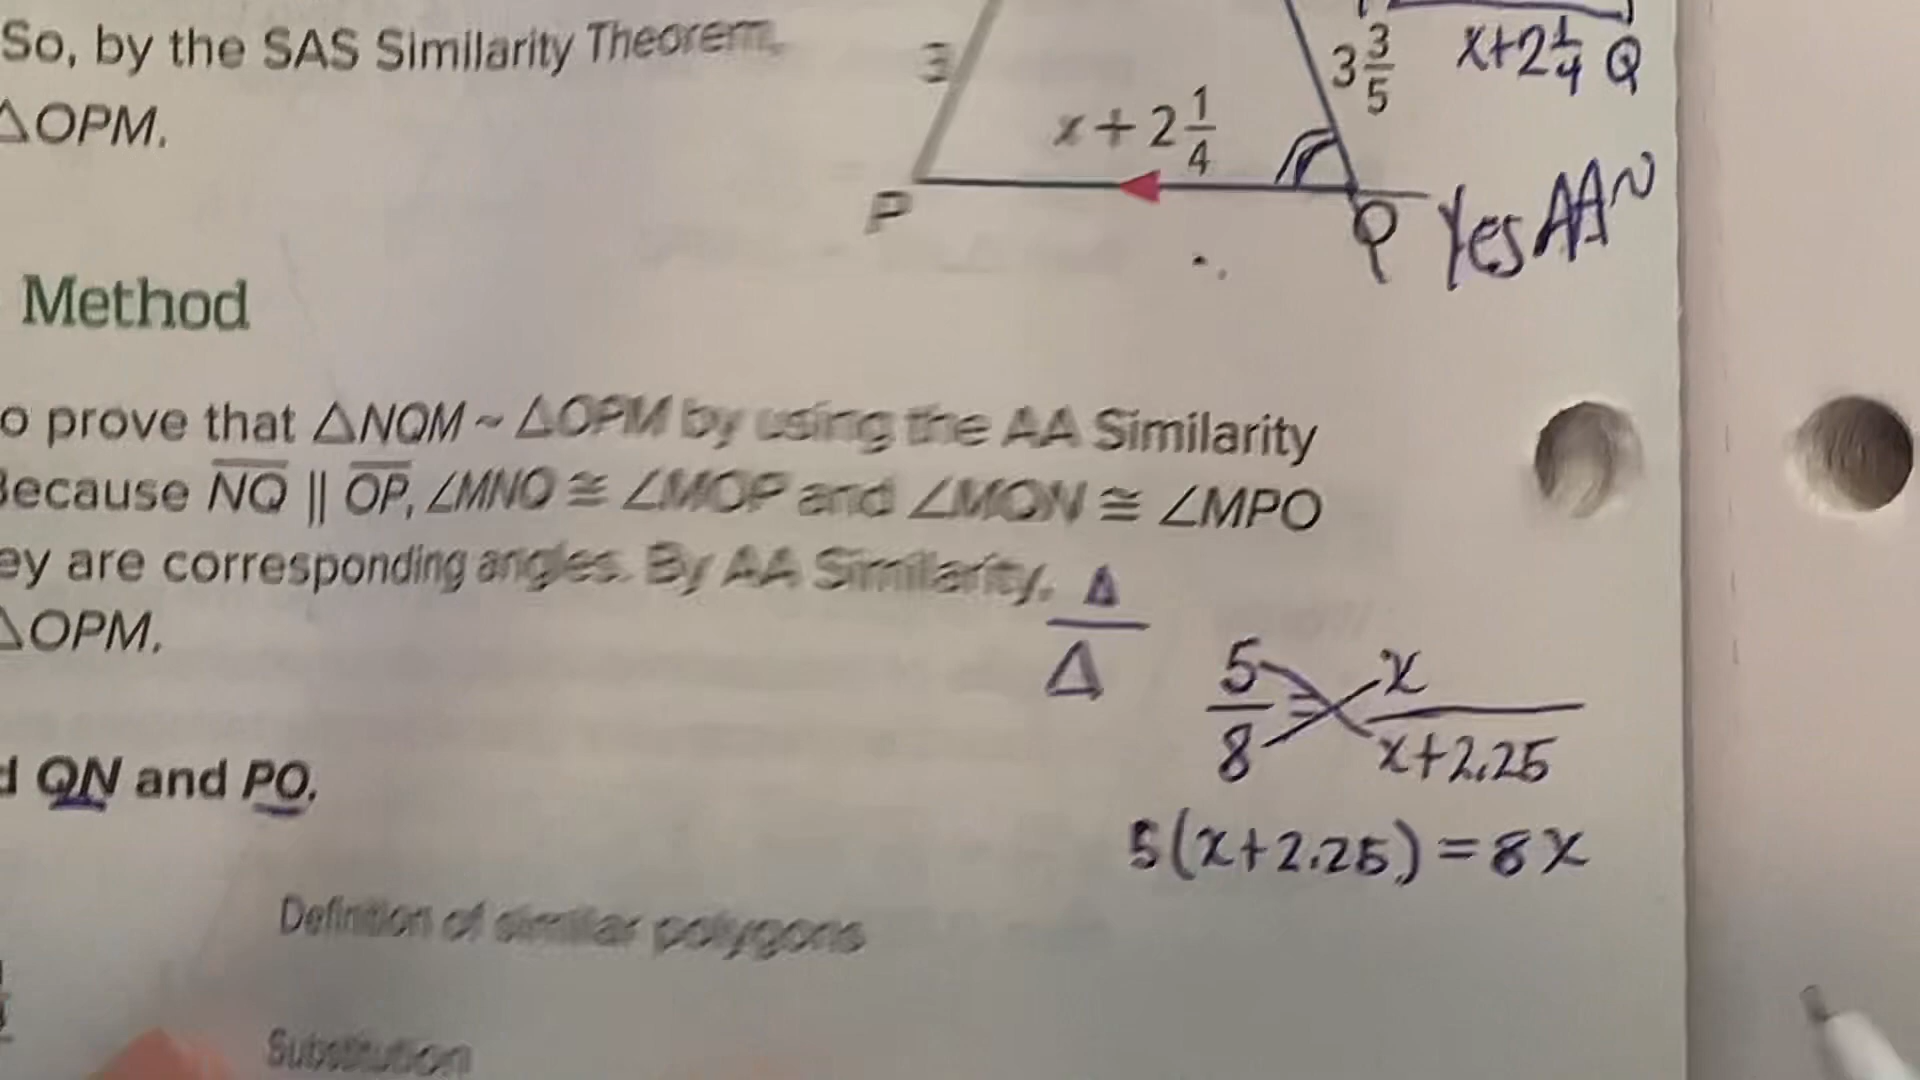 So, by the SAS Similarity Theorem,
△OPM.
3
x + 2 1/4
3 3/5
x+2 1/4 Q
P
Q
Yes AA~
Method
o prove that △NQM ~ △OPM by using the AA Similarity
Because NQ || OP, ∠MNQ ≅ ∠MOP and ∠MQN ≅ ∠MPO
ey are corresponding angles. By AA Similarity,
△OPM.
Δ/Δ
5/8 = x/x+2.25
5(x+2.25) = 8x
d QN and PO.
Definition of similar polygons
Substitution